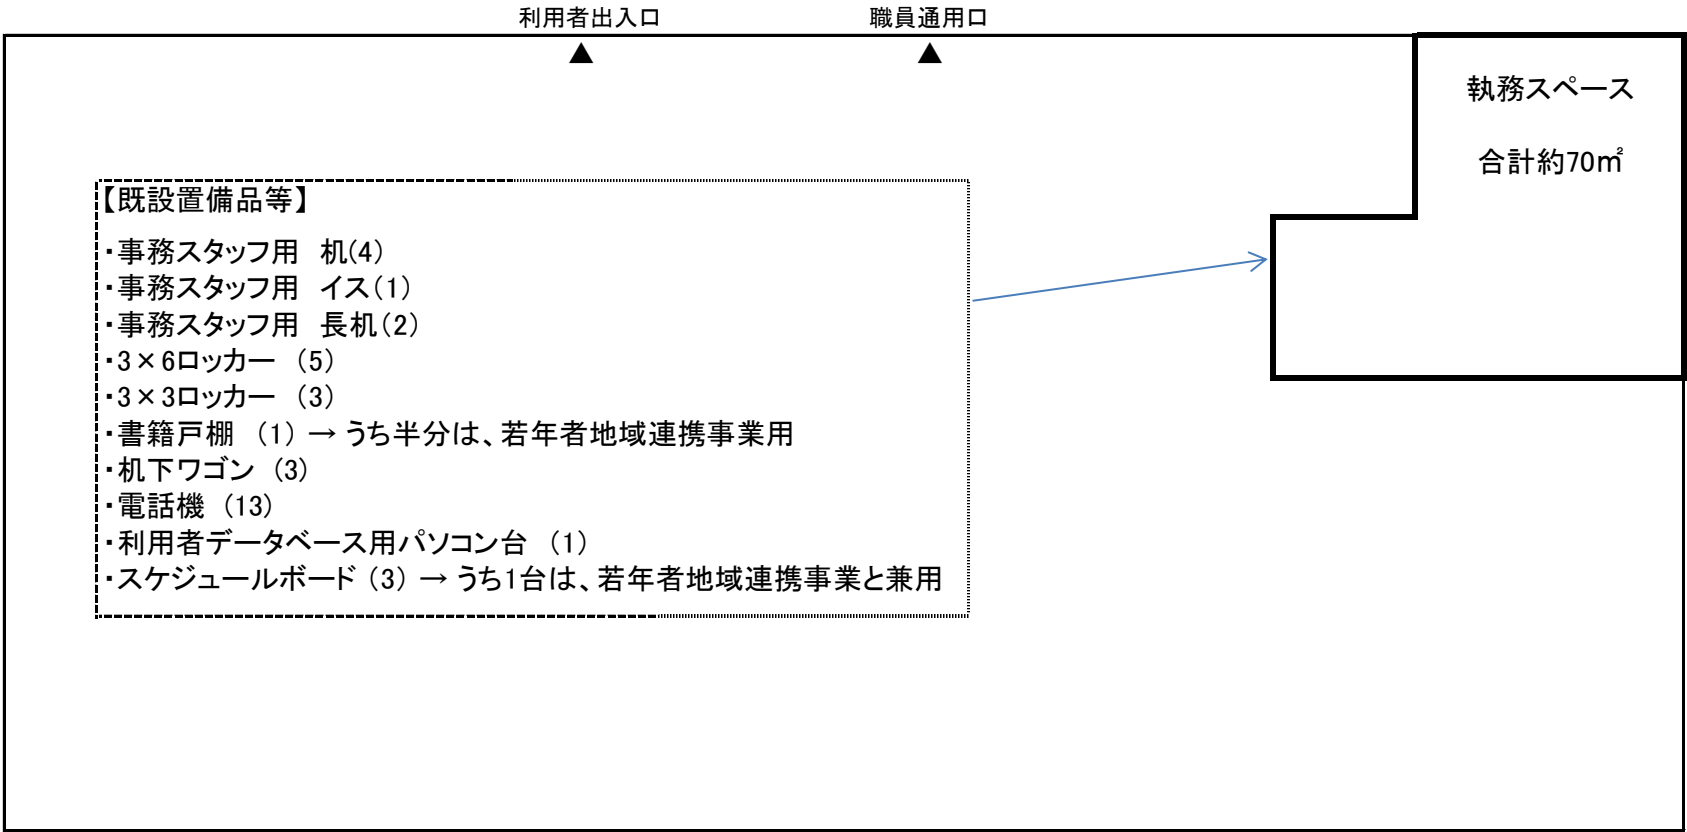 利用者出入口
職員通用口
執務スペース
合計約70㎡
【既設置備品等】
・事務スタッフ用　机(4)
・事務スタッフ用　イス(1)
・事務スタッフ用　長机(2)
・3×6ロッカー　(5)
・3×3ロッカー　(3)
・書籍戸棚　(1) → うち半分は、若年者地域連携事業用
・机下ワゴン　(3)
・電話機　(13)
・利用者データベース用パソコン台　(1)
・スケジュールボード (3) → うち1台は、若年者地域連携事業と兼用